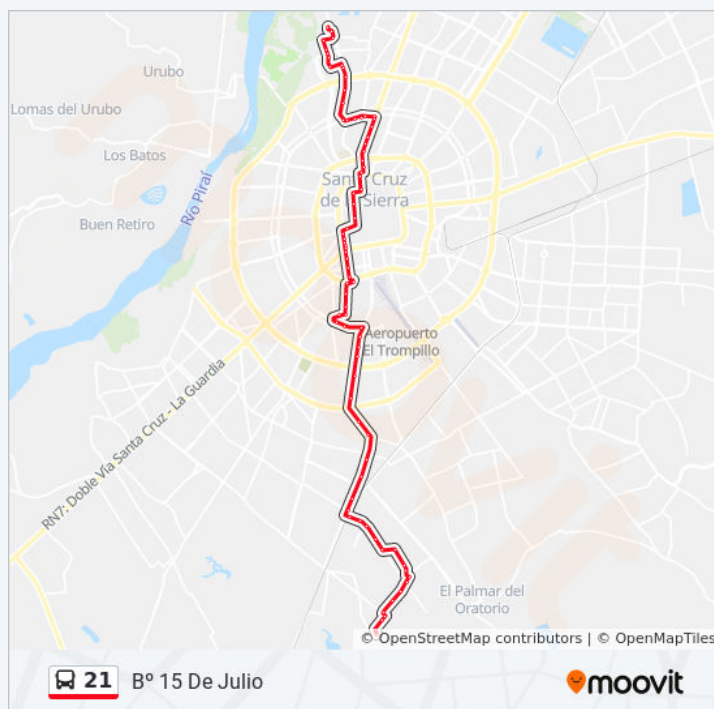 Urubo
Lomas del Urubo
Los Batos
Río Piraí
Buen Retiro
Santa Cruz
de la Sierra
Aeropuerto
El Trompillo
RN7: Doble Vía Santa Cruz - La Guardia
El Palmar del
Oratorio
© OpenStreetMap contributors | © OpenMapTiles
21 Bº 15 De Julio
moovit